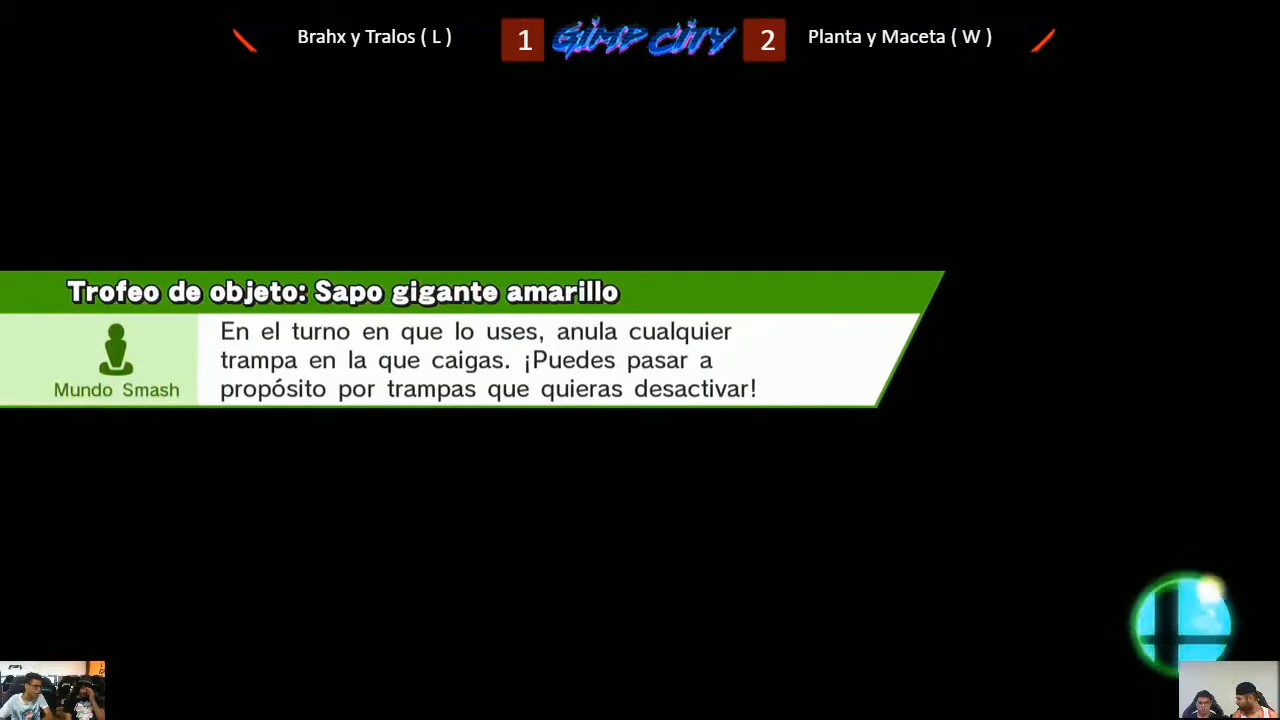 Brahx y Tralos ( L )
1
GIMP CITY
2
Planta y Maceta ( W )
Trofeo de objeto: Sapo gigante amarillo
En el turno en que lo uses, anula cualquier
trampa en la que caigas. ¡Puedes pasar a
propósito por trampas que quieras desactivar!
Mundo Smash